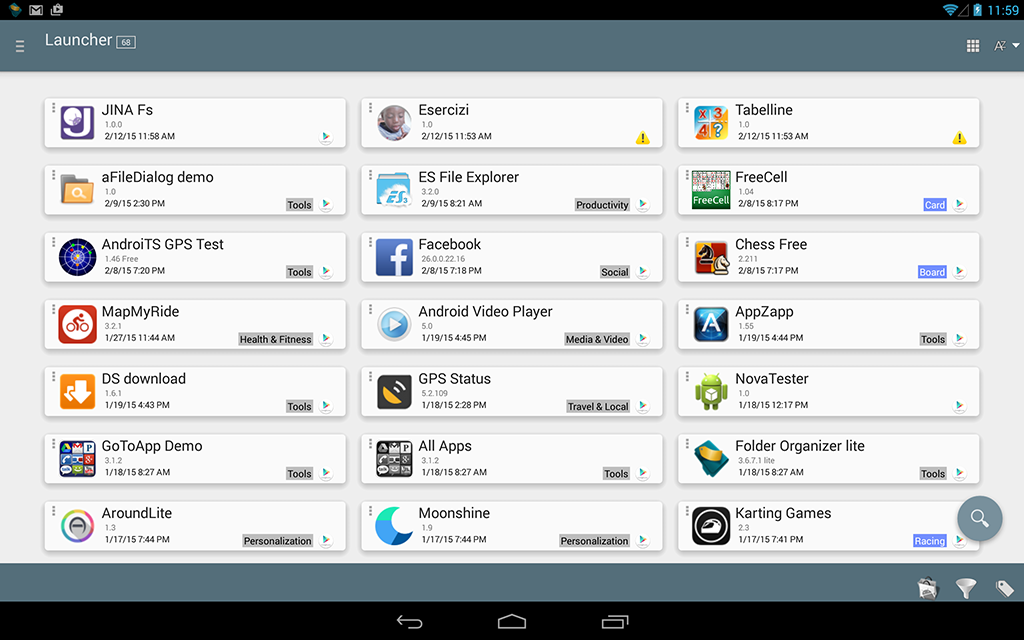 11:59
Launcher 68
AZ
JINA Fs
1.0.0
2/12/15 11:58 AM
Esercizi
1.0
2/12/15 11:53 AM
Tabelline
1.0
2/12/15 11:53 AM
aFileDialog demo
1.0
2/9/15 2:30 PM
Tools
ES File Explorer
3.2.0
2/9/15 8:21 AM
Productivity
FreeCell
FreeCell
1.04
2/8/15 8:17 PM
Card
AndroiTS GPS Test
1.46 Free
2/8/15 7:20 PM
Tools
Facebook
26.0.0.22.16
2/8/15 7:18 PM
Social
Chess Free
2.211
2/8/15 7:17 PM
Board
MapMyRide
3.2.1
1/27/15 11:44 AM
Health & Fitness
Android Video Player
5.0
1/19/15 4:45 PM
Media & Video
AppZapp
1.55
1/19/15 4:44 PM
Tools
DS download
1.6.1
1/19/15 4:43 PM
Tools
GPS Status
5.2.109
1/18/15 2:28 PM
Travel & Local
NovaTester
1.0
1/18/15 12:17 PM
GoToApp Demo
3.1.2
1/18/15 8:27 AM
Tools
All Apps
3.1.2
1/18/15 8:27 AM
Tools
Folder Organizer lite
3.6.7.1 lite
1/18/15 8:27 AM
Tools
AroundLite
1.3
1/17/15 7:44 PM
Personalization
Moonshine
1.9
1/17/15 7:44 PM
Personalization
Karting Games
2.3
1/17/15 7:41 PM
Racing